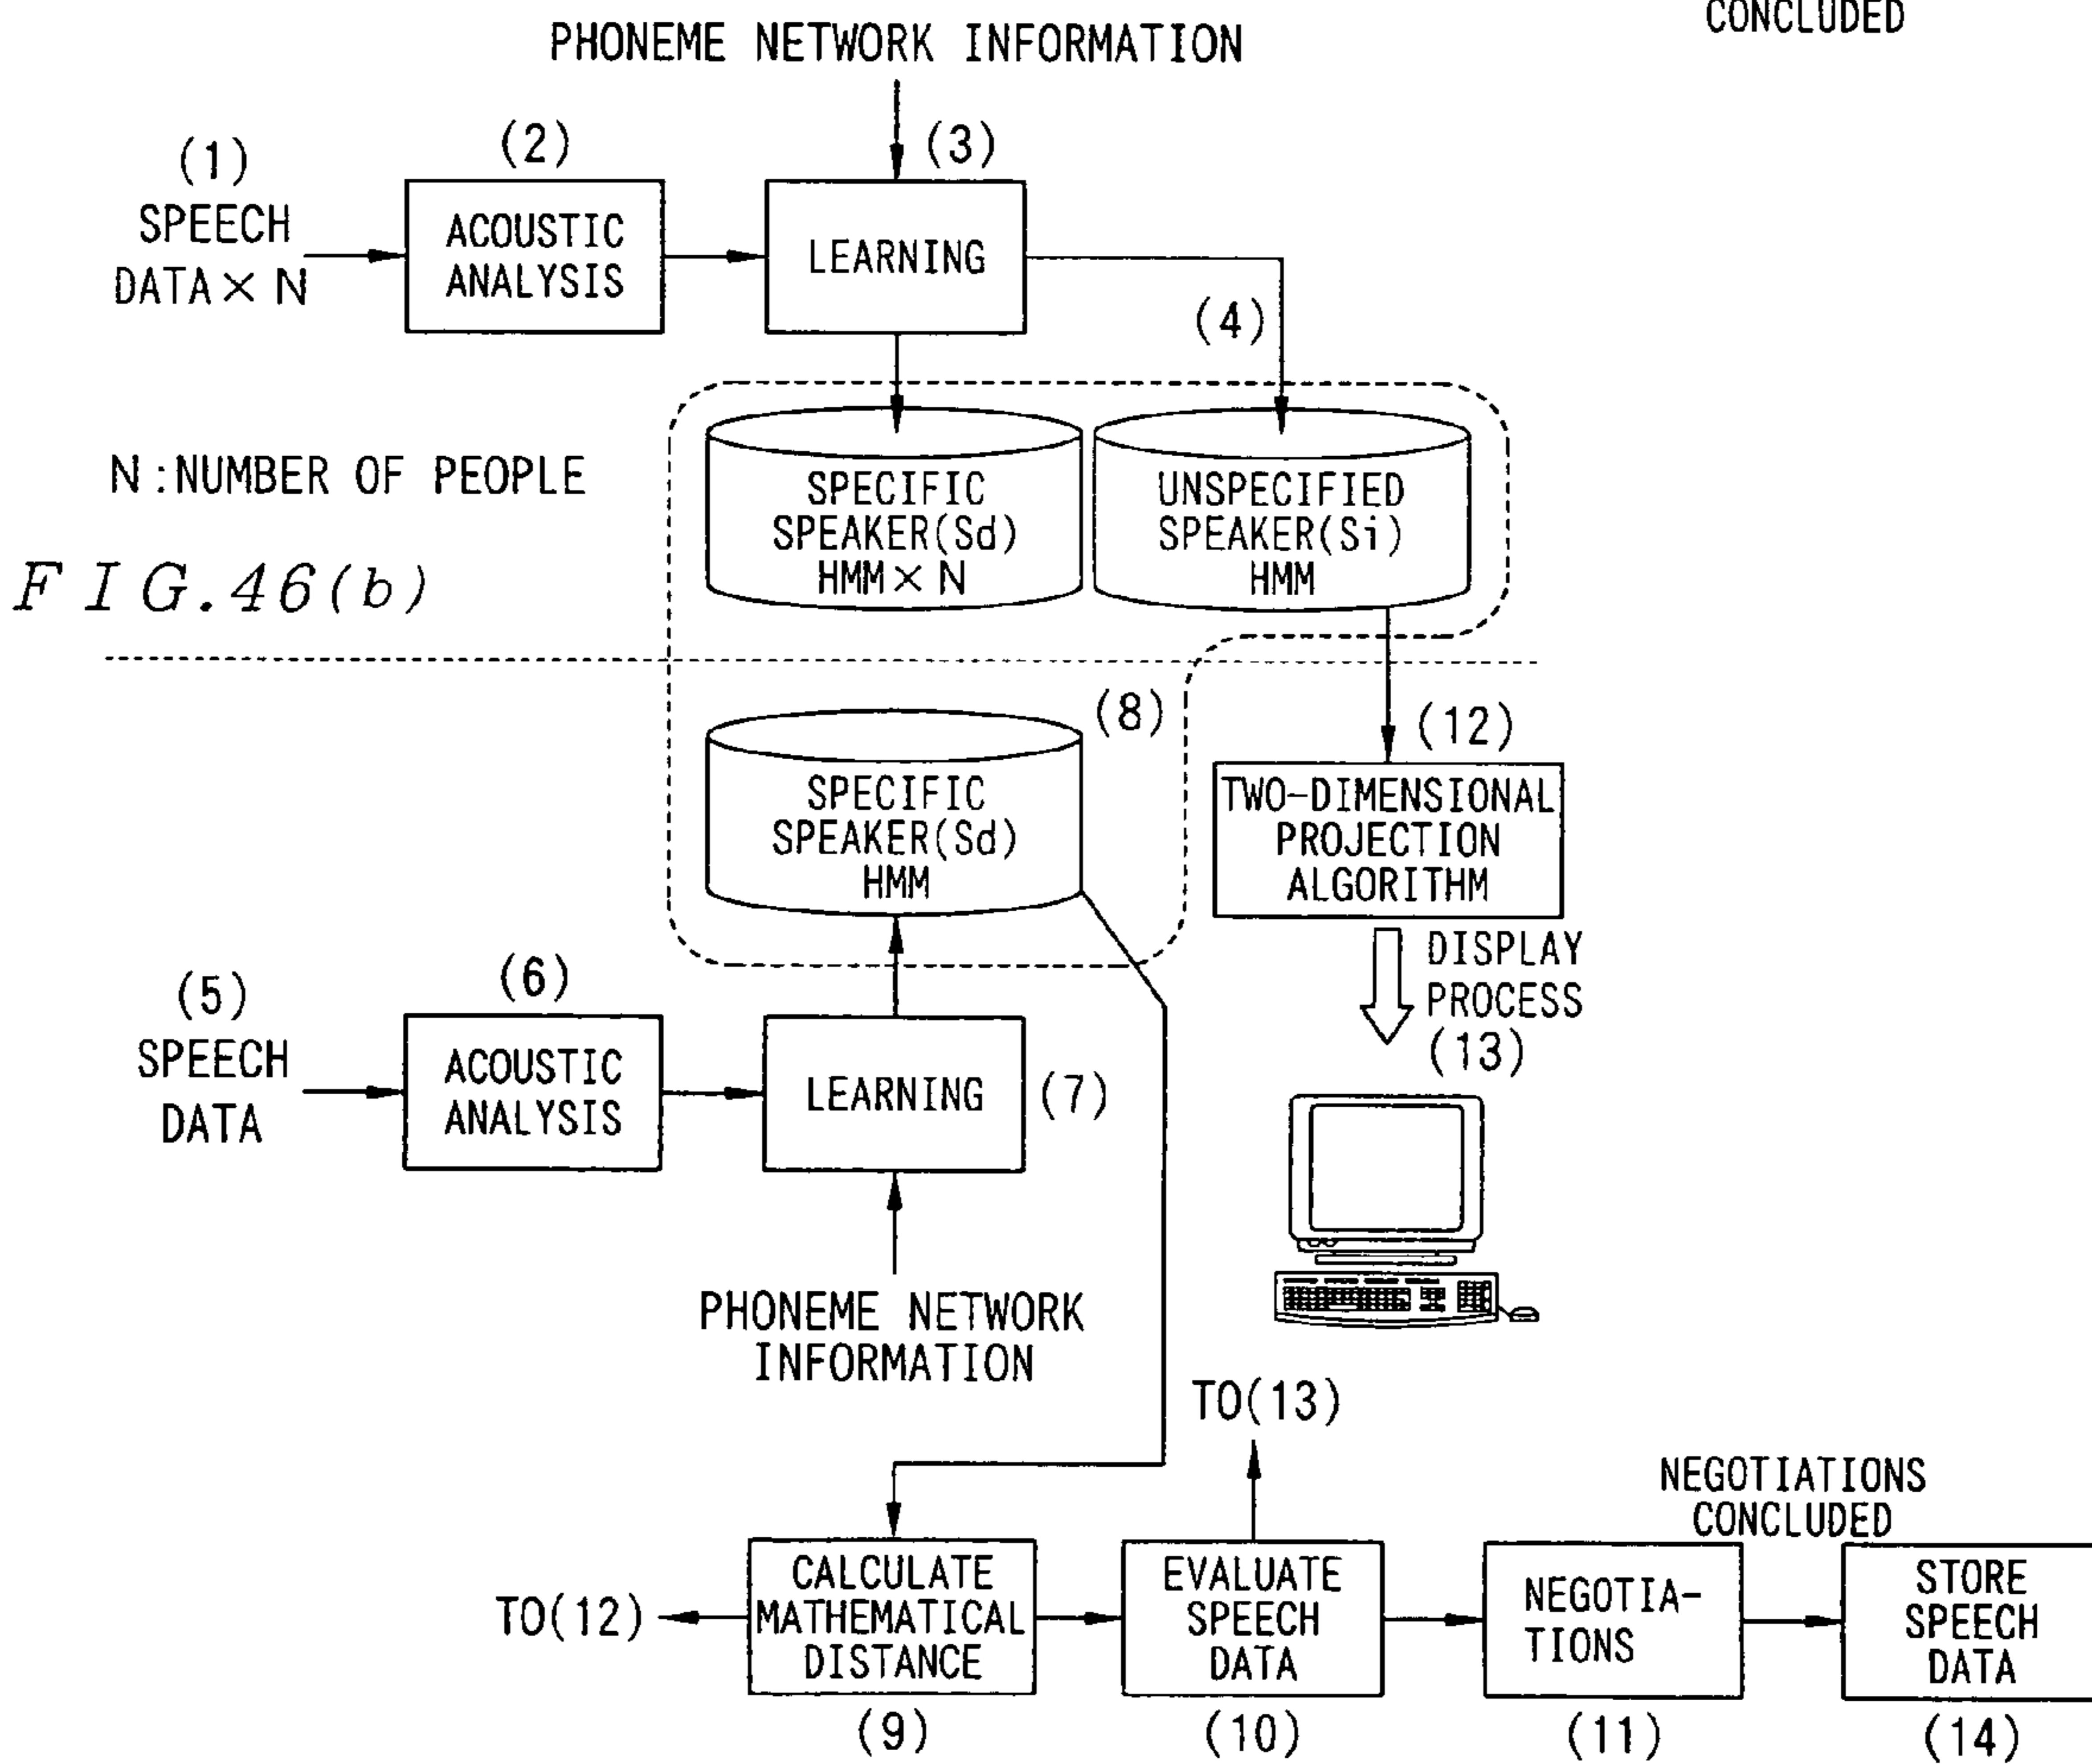 CONCLUDED
PHONEME NETWORK INFORMATION
(1)
SPEECH
DATA×N
(2)
ACOUSTIC
ANALYSIS
(3)
LEARNING
(4)
N:NUMBER OF PEOPLE
SPECIFIC
SPEAKER(Sd)
HMM×N
UNSPECIFIED
SPEAKER(Si)
HMM
FIG.46(b)
(8)
SPECIFIC
SPEAKER(Sd)
HMM
(12)
TWO-DIMENSIONAL
PROJECTION
ALGORITHM
DISPLAY
PROCESS
(13)
(5)
SPEECH
DATA
(6)
ACOUSTIC
ANALYSIS
LEARNING
(7)
PHONEME NETWORK
INFORMATION
TO(13)
TO(12)
CALCULATE
MATHEMATICAL
DISTANCE
(9)
EVALUATE
SPEECH
DATA
(10)
NEGOTIA-
TIONS
(11)
NEGOTIATIONS
CONCLUDED
STORE
SPEECH
DATA
(14)